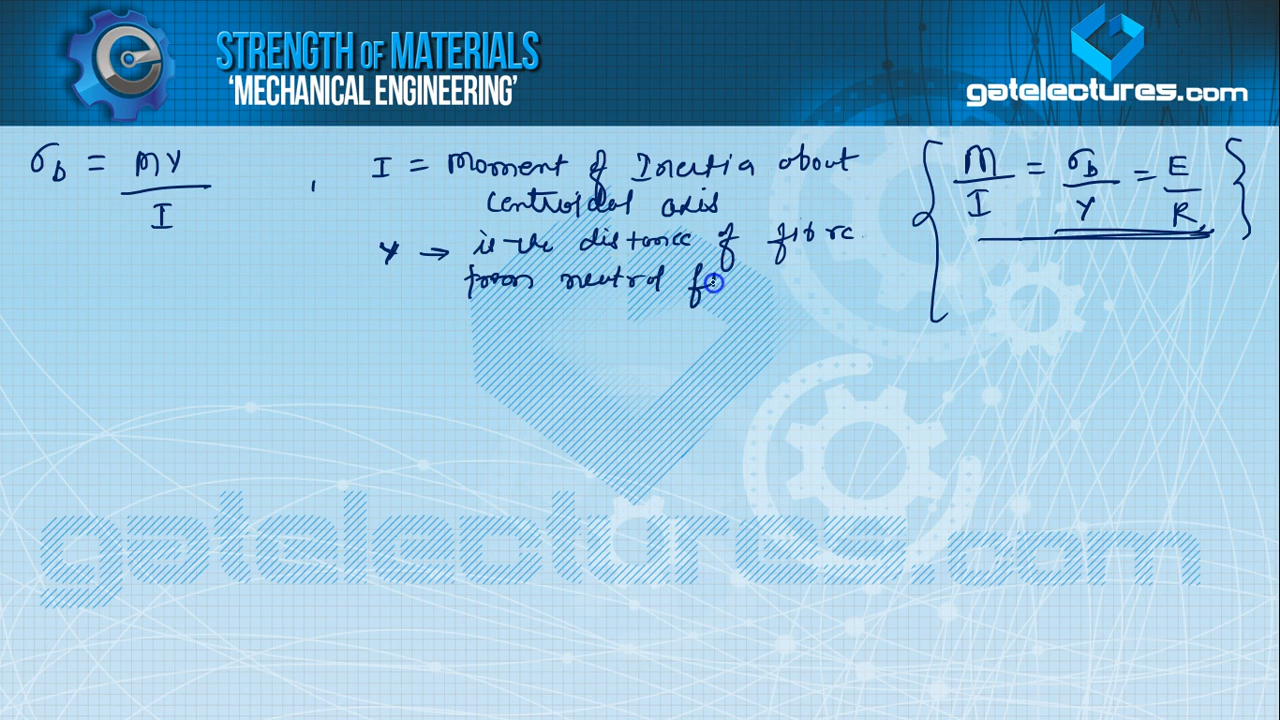 STRENGTH OF MATERIALS
'MECHANICAL ENGINEERING'
gatelectures.com
σb = MY / I , I = Moment of Inertia about
centroidal axis
Y → is the distance of fibre
from neutral f
{ M / I = σb / Y = E / R }
gatelectures.com